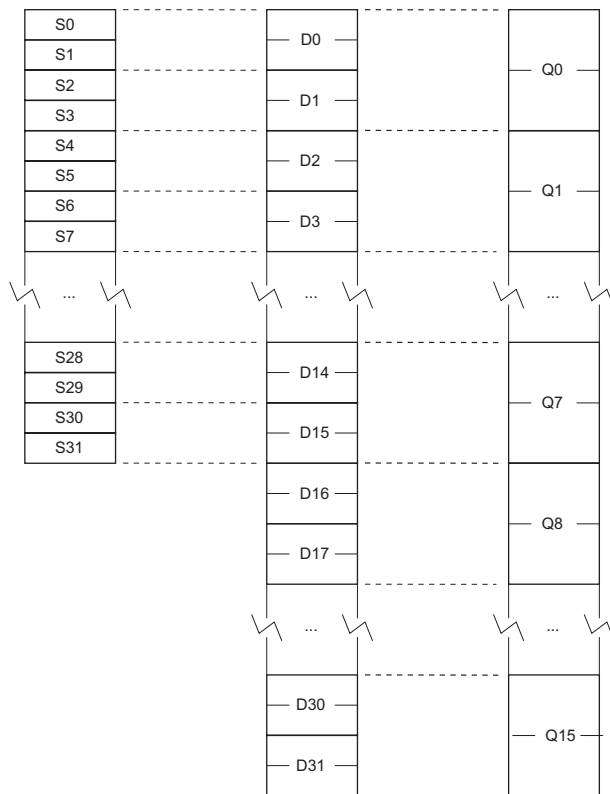 S0
S1
S2
S3
S4
S5
S6
S7
...
S28
S29
S30
S31
D0
D1
D2
D3
...
D14
D15
D16
D17
...
D30
D31
Q0
Q1
...
Q7
Q8
...
Q15